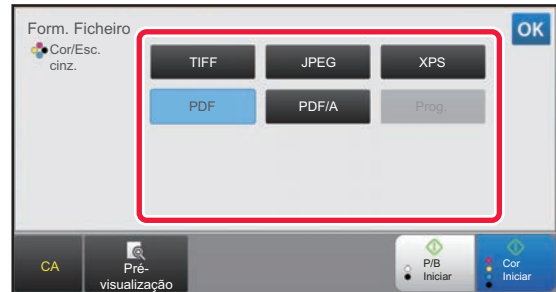 Form. Ficheiro
OK
Cor/Esc.
cinz.
TIFF
JPEG
XPS
PDF
PDF/A
Prog.
CA
Pré-
visualização
P/B
Iniciar
Cor
Iniciar